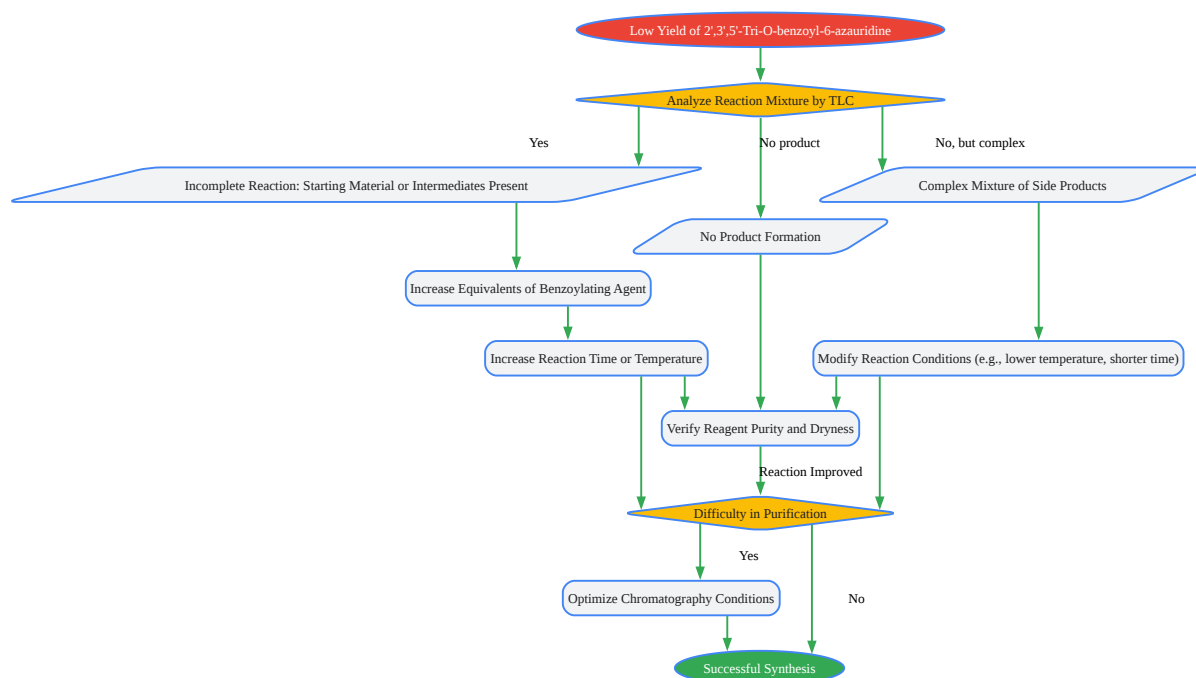 Low Yield of 2',3',5'-Tri-O-benzoyl-6-azauridine
Analyze Reaction Mixture by TLC
Yes
No product
No, but complex
Incomplete Reaction: Starting Material or Intermediates Present
Complex Mixture of Side Products
No Product Formation
Increase Equivalents of Benzoylating Agent
Increase Reaction Time or Temperature
Modify Reaction Conditions (e.g., lower temperature, shorter time)
Verify Reagent Purity and Dryness
Reaction Improved
Difficulty in Purification
Yes
Optimize Chromatography Conditions
No
Successful Synthesis